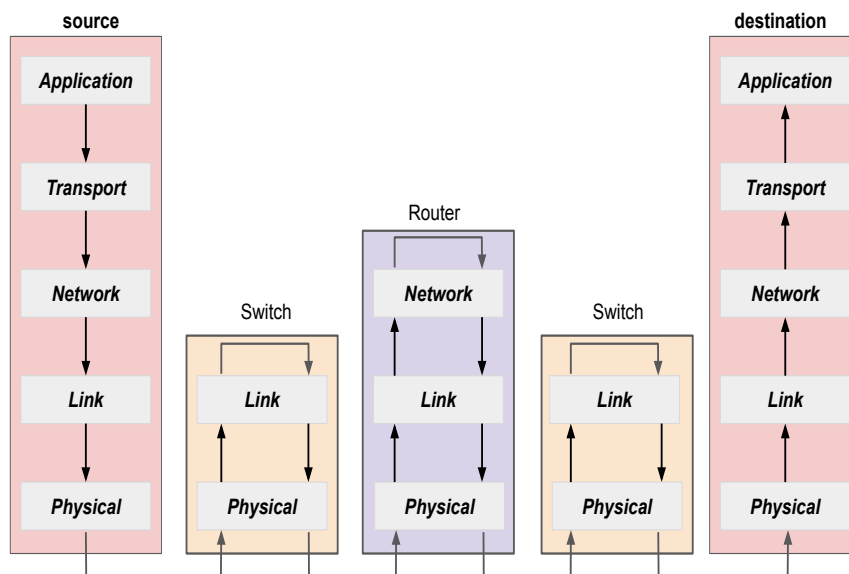 source
Application
Transport
Network
Link
Physical
Switch
Link
Physical
Router
Network
Link
Physical
Switch
Link
Physical
destination
Application
Transport
Network
Link
Physical